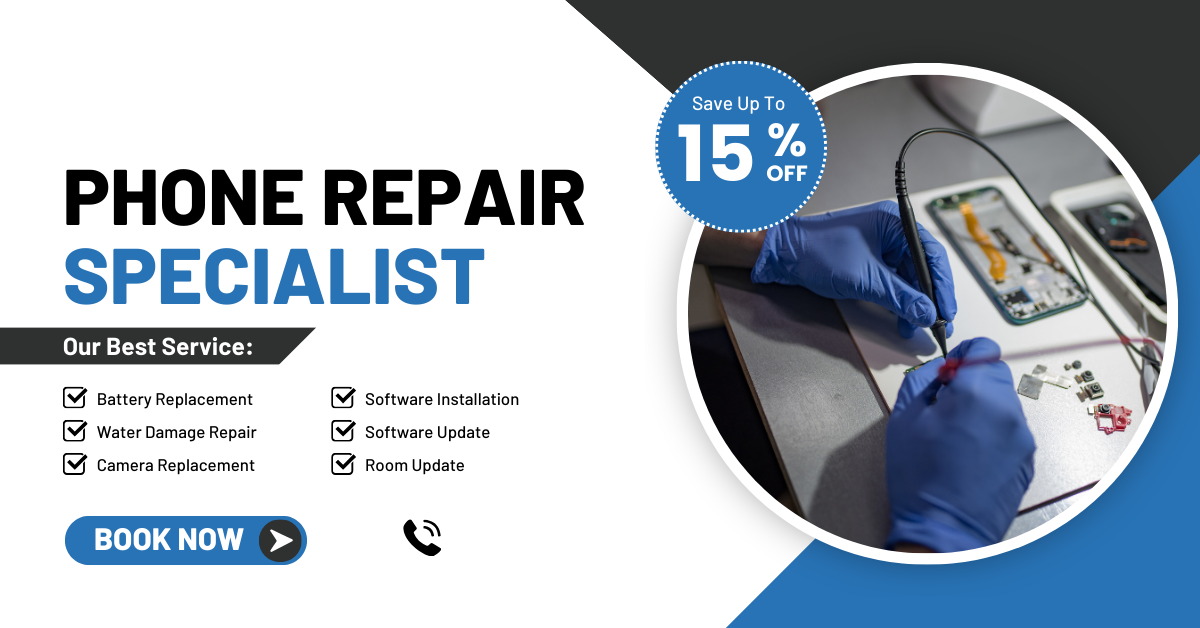 Save Up To
15 %
OFF
PHONE REPAIR
SPECIALIST
Our Best Service:
Battery Replacement
Water Damage Repair
Camera Replacement
Software Installation
Software Update
Room Update
BOOK NOW